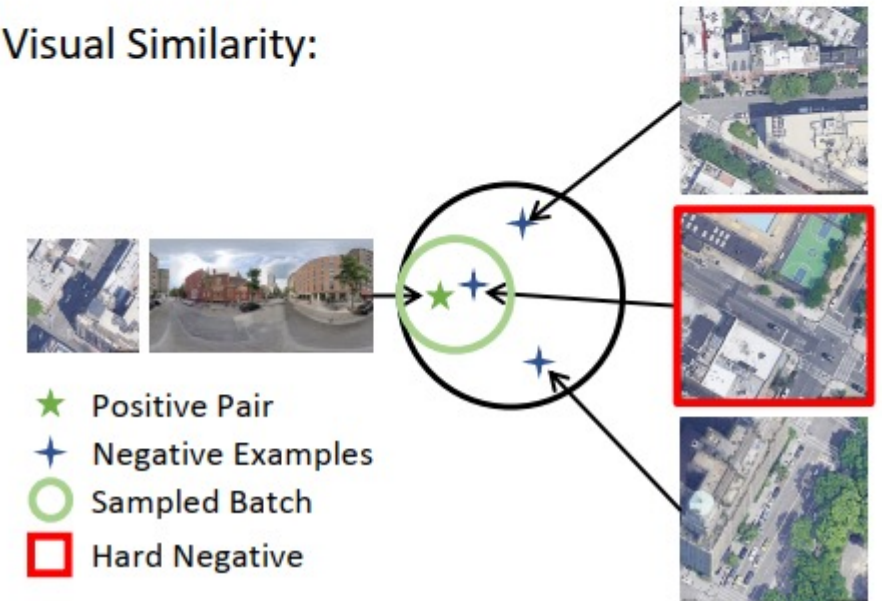 Visual Similarity:
Positive Pair
Negative Examples
Sampled Batch
Hard Negative